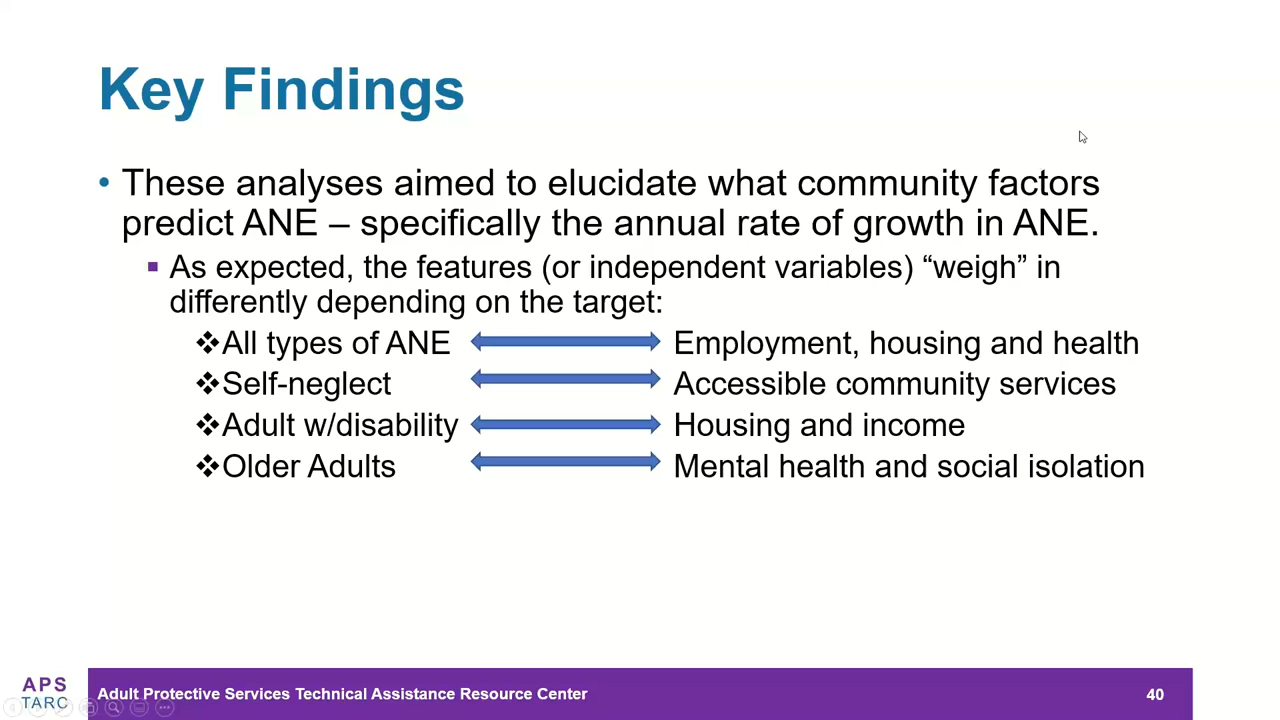 Key Findings
• These analyses aimed to elucidate what community factors
predict ANE – specifically the annual rate of growth in ANE.
▪ As expected, the features (or independent variables) “weigh” in
differently depending on the target:
❖All types of ANE Employment, housing and health
❖Self-neglect Accessible community services
❖Adult w/disability Housing and income
❖Older Adults Mental health and social isolation
APS
TARC
Adult Protective Services Technical Assistance Resource Center 40